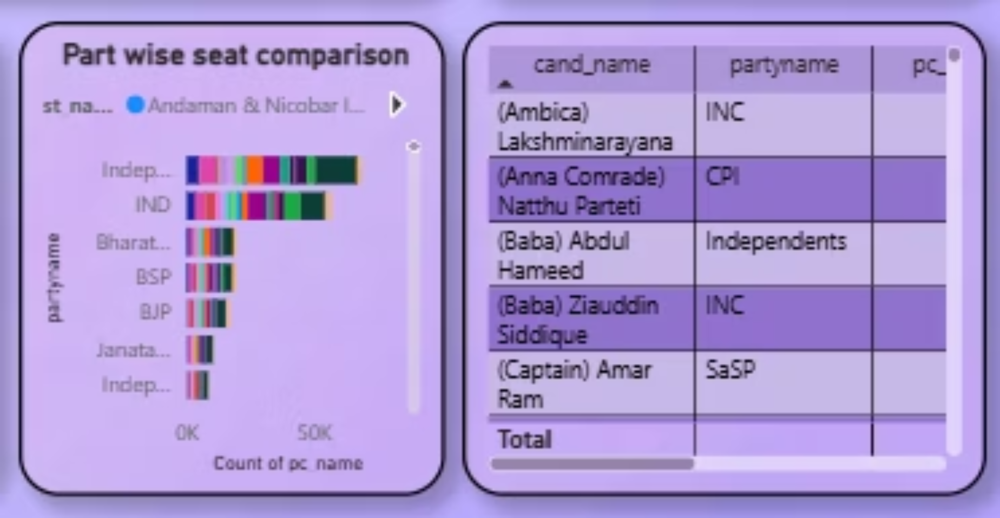 Part wise seat comparison
st_na... Andaman & Nicobar I...
Indep...
IND
Bharat...
BSP
BJP
Janata...
Indep...
partyname
0K 50K
Count of pc_name
cand_name partyname pc_
(Ambica) INC
Lakshminarayana
(Anna Comrade) CPI
Natthu Parteti
(Baba) Abdul Independents
Hameed
(Baba) Ziauddin INC
Siddique
(Captain) Amar SaSP
Ram
Total